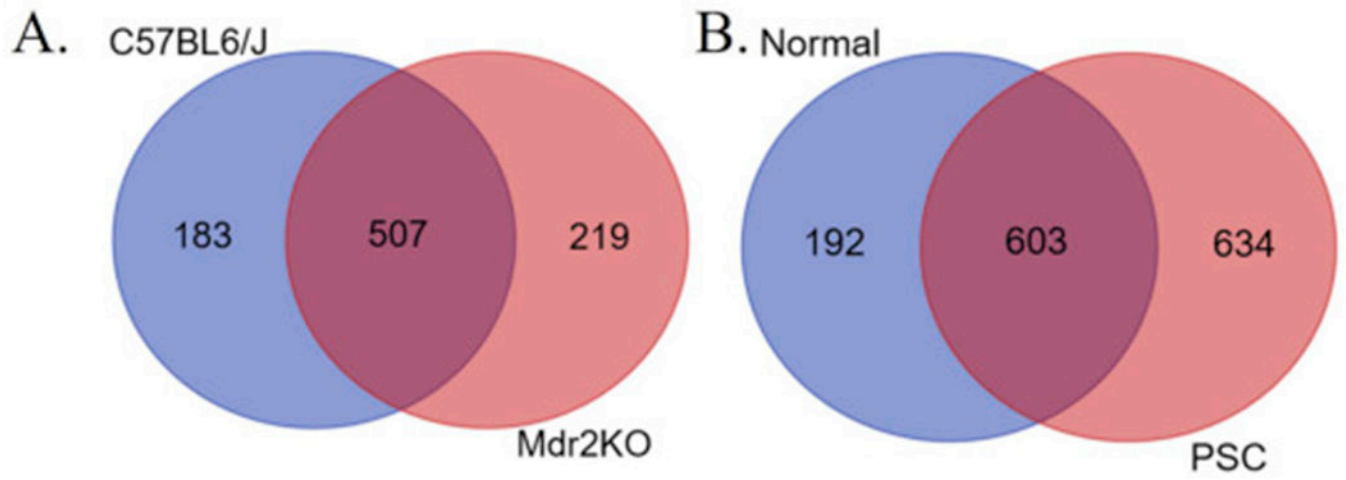 A.
C57BL6/J
183
507
219
Mdr2KO
B.
Normal
192
603
634
PSC